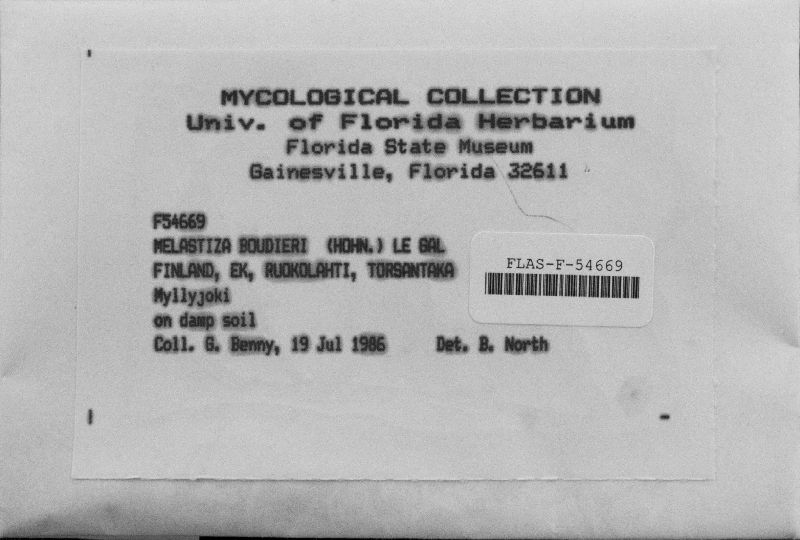 MYCOLOGICAL COLLECTION
Univ. of Florida Herbarium
Florida State Museum
Gainesville, Florida 32611
F54669
MELASTIZA BOUDIERI (HOHN.) LE GAL
FINLAND, EK, RUOKOLAHTI, TORSANTAKA
Myllyjoki
on damp soil
Coll. G. Benny, 19 Jul 1986 Det. B. North
FLAS-F-54669